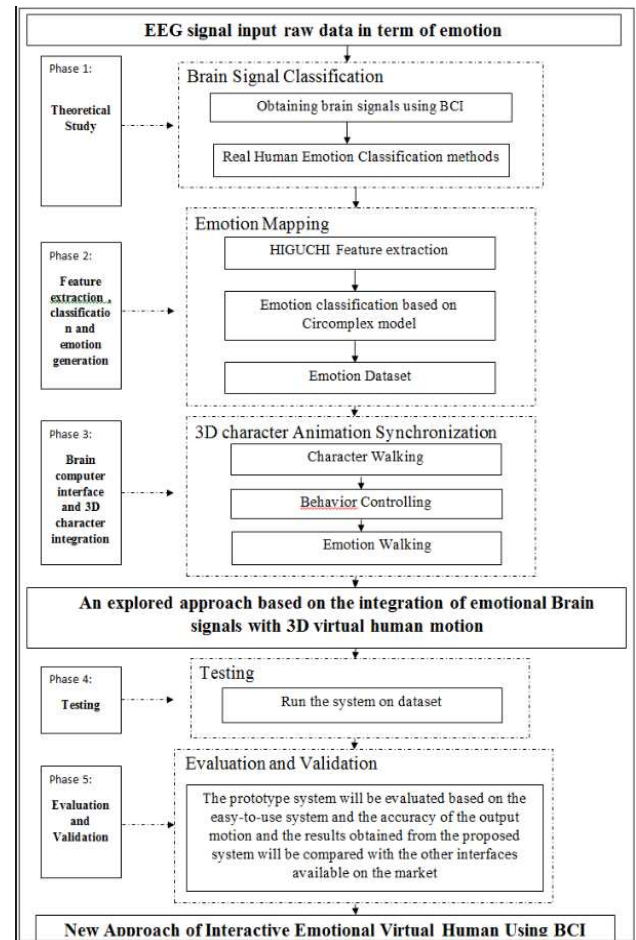 EEG signal input raw data in term of emotion
Phase 1:
Theoretical
Study
Brain Signal Classification
Obtaining brain signals using BCI
Real Human Emotion Classification methods
Phase 2:
Feature
extraction ,
classificatio
n and
emotion
generation
Emotion Mapping
HIGUCHI Feature extraction
Emotion classification based on
Circomplex model
Emotion Dataset
Phase 3:
Brain
computer
interface
and 3D
character
integration
3D character Animation Synchronization
Character Walking
Behavior Controlling
Emotion Walking
An explored approach based on the integration of emotional Brain
signals with 3D virtual human motion
Phase 4:
Testing
Testing
Run the system on dataset
Phase 5:
Evaluation
and
Validation
Evaluation and Validation
The prototype system will be evaluated based on the
easy-to-use system and the accuracy of the output
motion and the results obtained from the proposed
system will be compared with the other interfaces
available on the market
New Approach of Interactive Emotional Virtual Human Using BCI